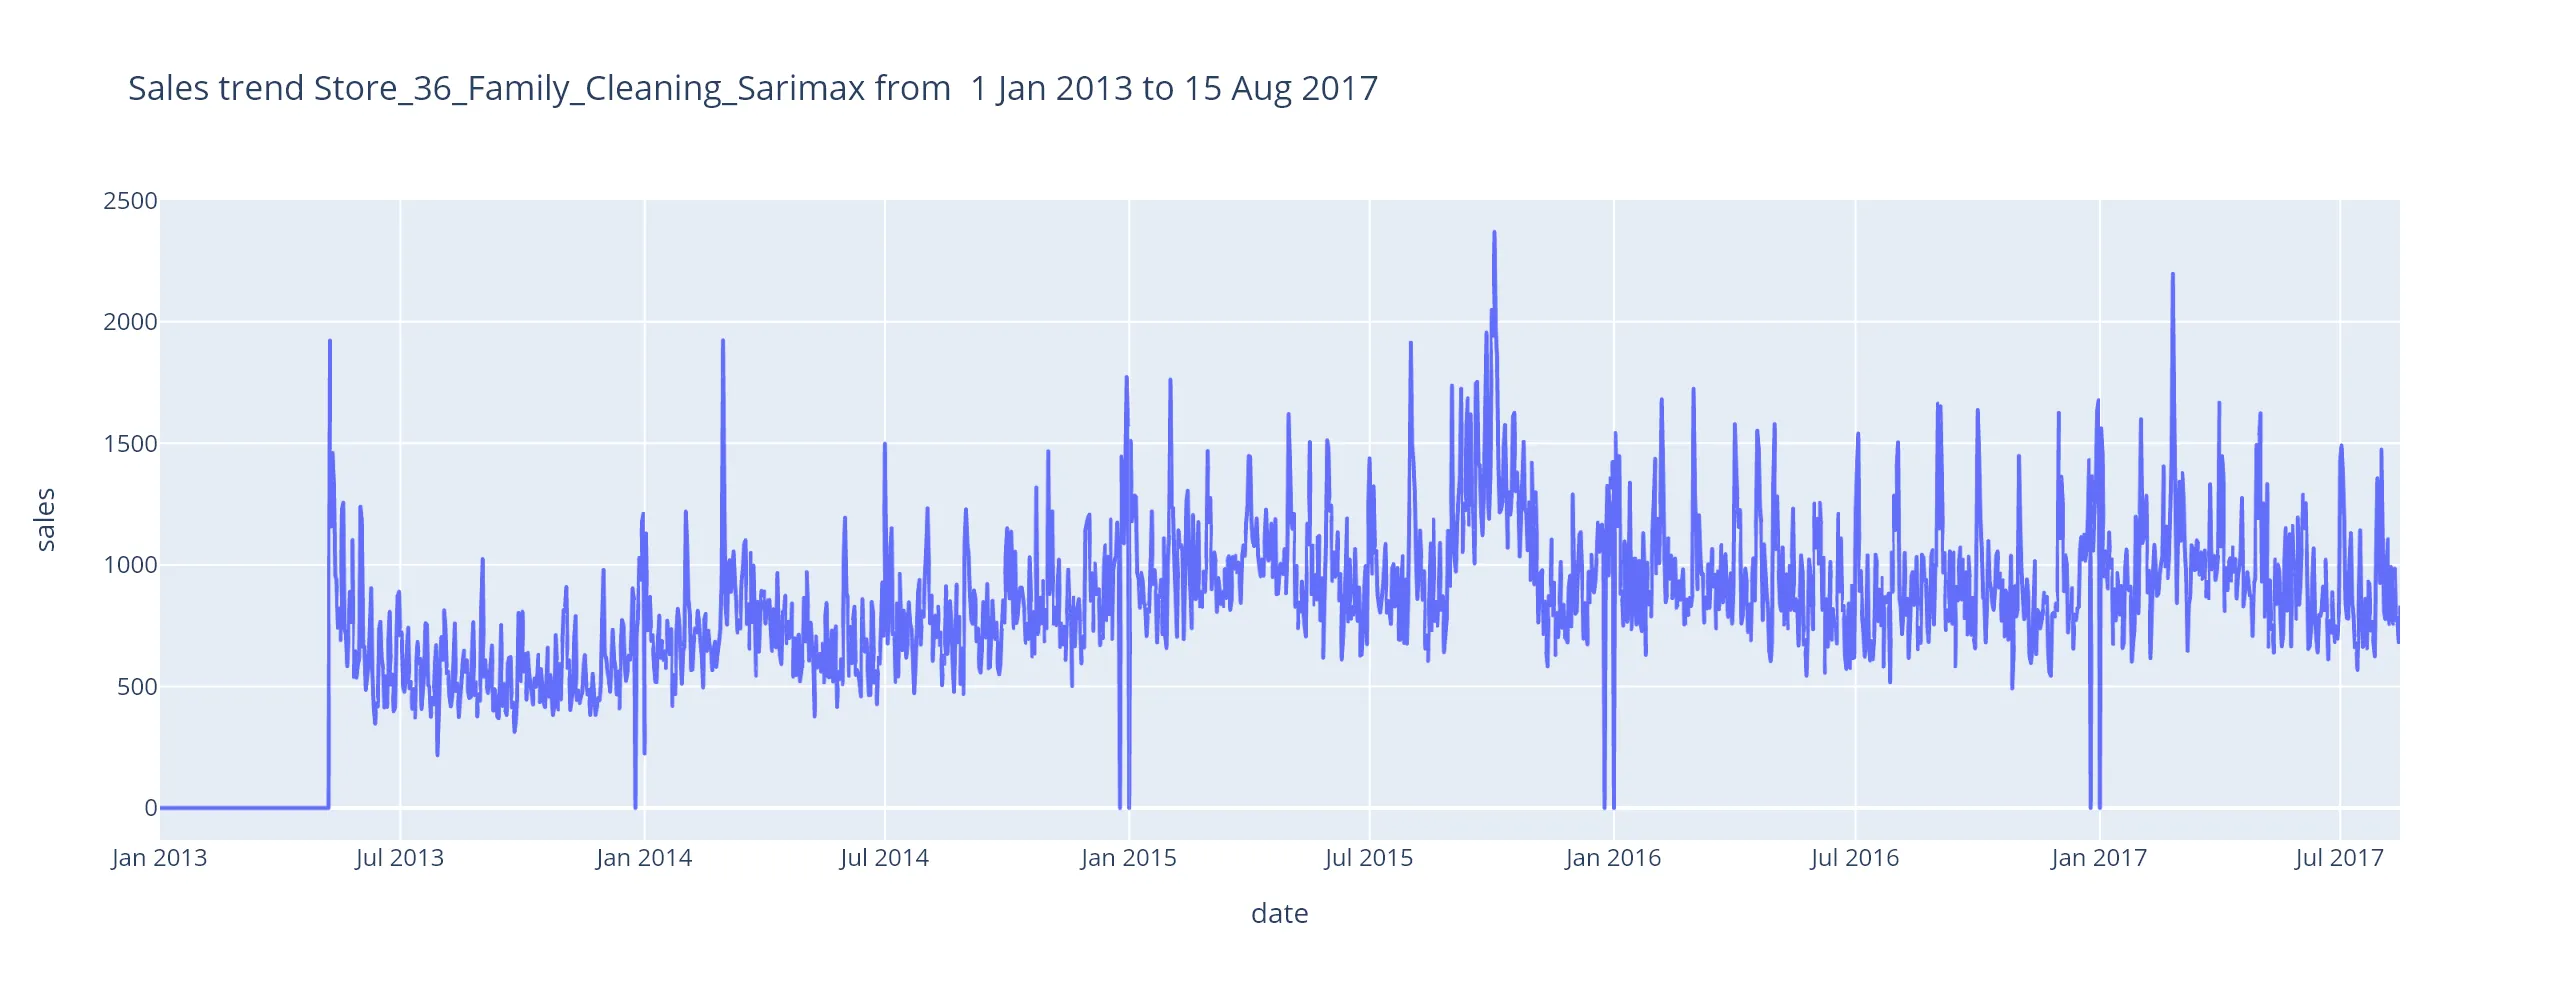 Sales trend Store_36_Family_Cleaning_Sarimax from  1 Jan 2013 to 15 Aug 2017
2500
2000
1500
1000
500
0
sales
Jan 2013 Jul 2013 Jan 2014 Jul 2014 Jan 2015 Jul 2015 Jan 2016 Jul 2016 Jan 2017 Jul 2017
date